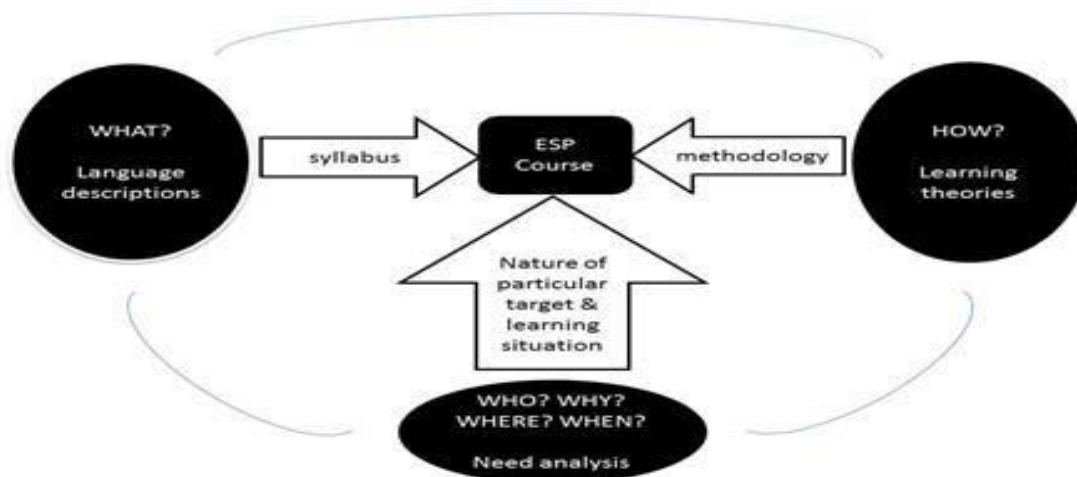 WHAT?
Language
descriptions
syllabus
ESP
Course
methodology
HOW?
Learning
theories
Nature of
particular
target &
learning
situation
WHO? WHY?
WHERE? WHEN?
Need analysis